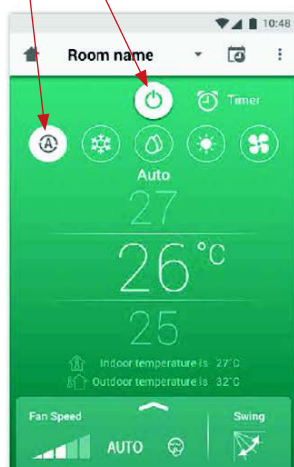 10:48
Room name
Timer
A
Auto
27
26°C
25
Indoor temperature is 27°C
Outdoor temperature is 32°C
Fan Speed Swing
AUTO